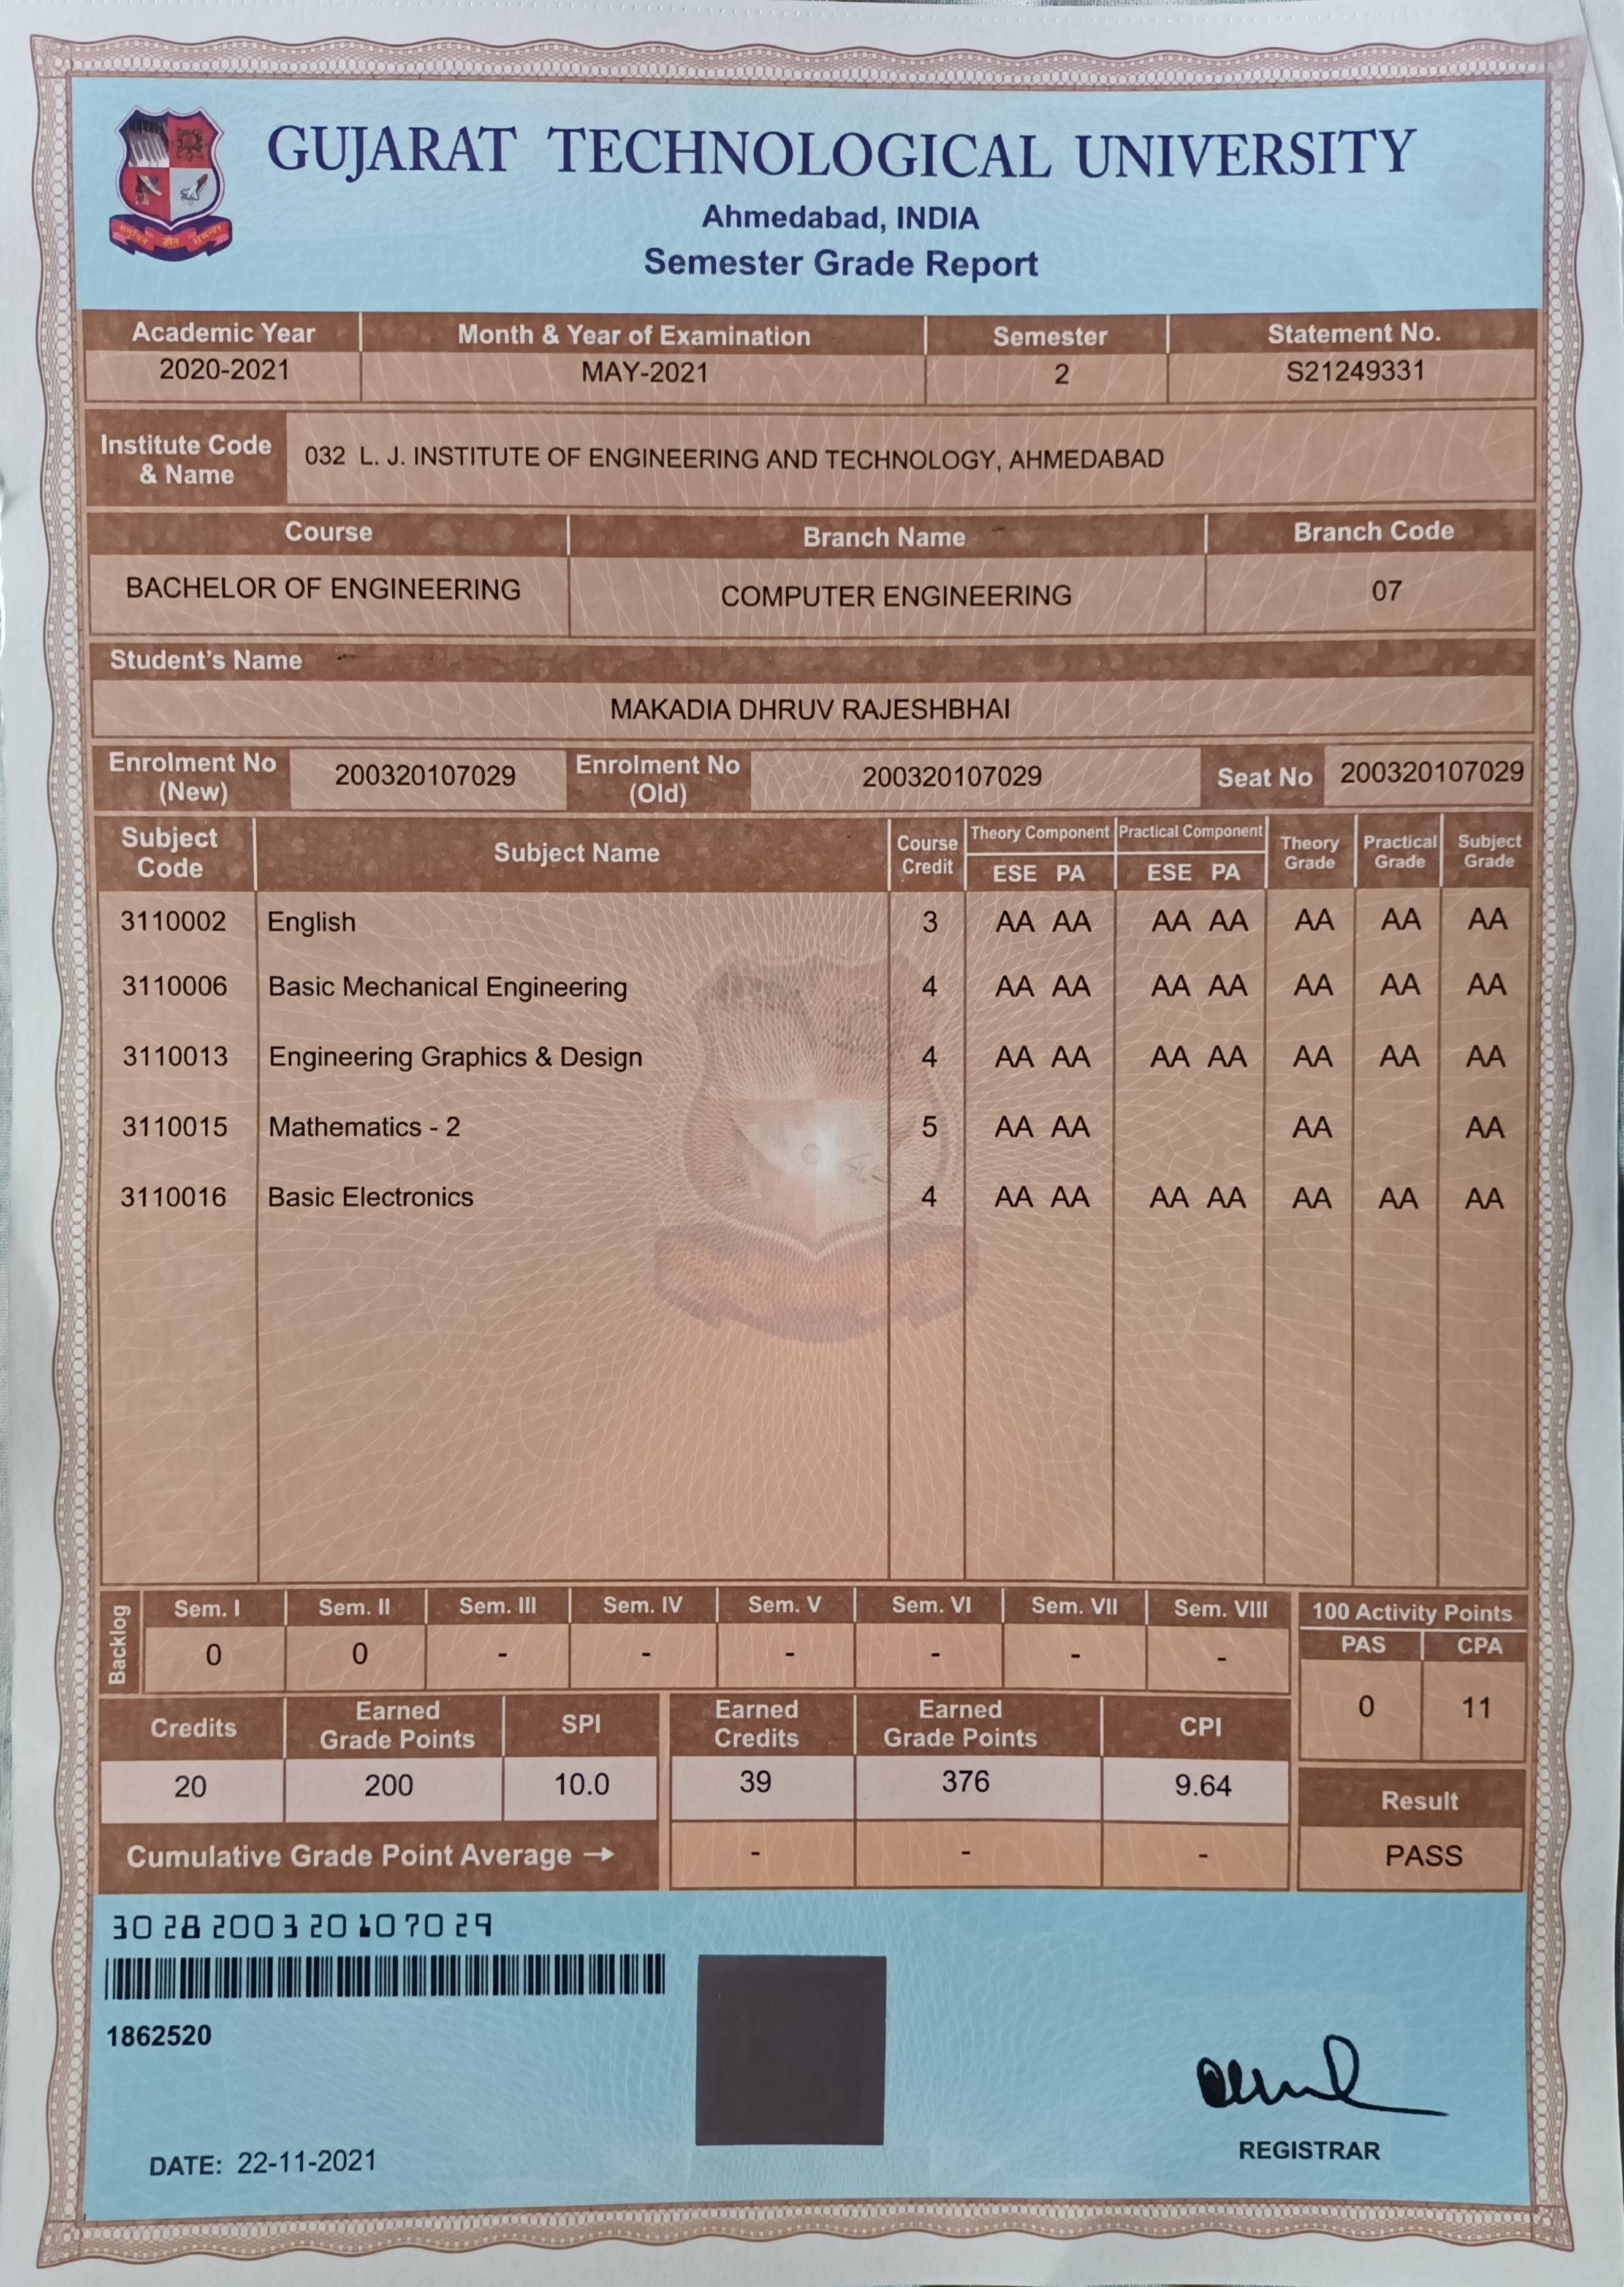 GUJARAT TECHNOLOGICAL UNIVERSITY
Ahmedabad, INDIA
Semester Grade Report
Academic Year Month & Year of Examination Semester Statement No.
2020-2021 MAY-2021 2 S21249331
Institute Code & Name 032 L. J. INSTITUTE OF ENGINEERING AND TECHNOLOGY, AHMEDABAD
Course Branch Name Branch Code
BACHELOR OF ENGINEERING COMPUTER ENGINEERING 07
Student's Name
MAKADIA DHRUV RAJESHBHAI
Enrolment No (New) 200320107029 Enrolment No (Old) 200320107029 Seat No 200320107029
Subject Code Subject Name Course Credit Theory Component Practical Component Theory Grade Practical Grade Subject Grade
ESE PA ESE PA
3110002 English 3 AA AA AA AA AA AA AA
3110006 Basic Mechanical Engineering 4 AA AA AA AA AA AA AA
3110013 Engineering Graphics & Design 4 AA AA AA AA AA AA AA
3110015 Mathematics - 2 5 AA AA AA AA
3110016 Basic Electronics 4 AA AA AA AA AA AA AA
Backlog Sem. I Sem. II Sem. III Sem. IV Sem. V Sem. VI Sem. VII Sem. VIII 100 Activity Points
0 0 - - - - - - PAS CPA
0 11
Credits Earned Grade Points SPI Earned Credits Earned Grade Points CPI
20 200 10.0 39 376 9.64 Result
Cumulative Grade Point Average → - - - PASS
3028200320107029
1862520
DATE: 22-11-2021
REGISTRAR